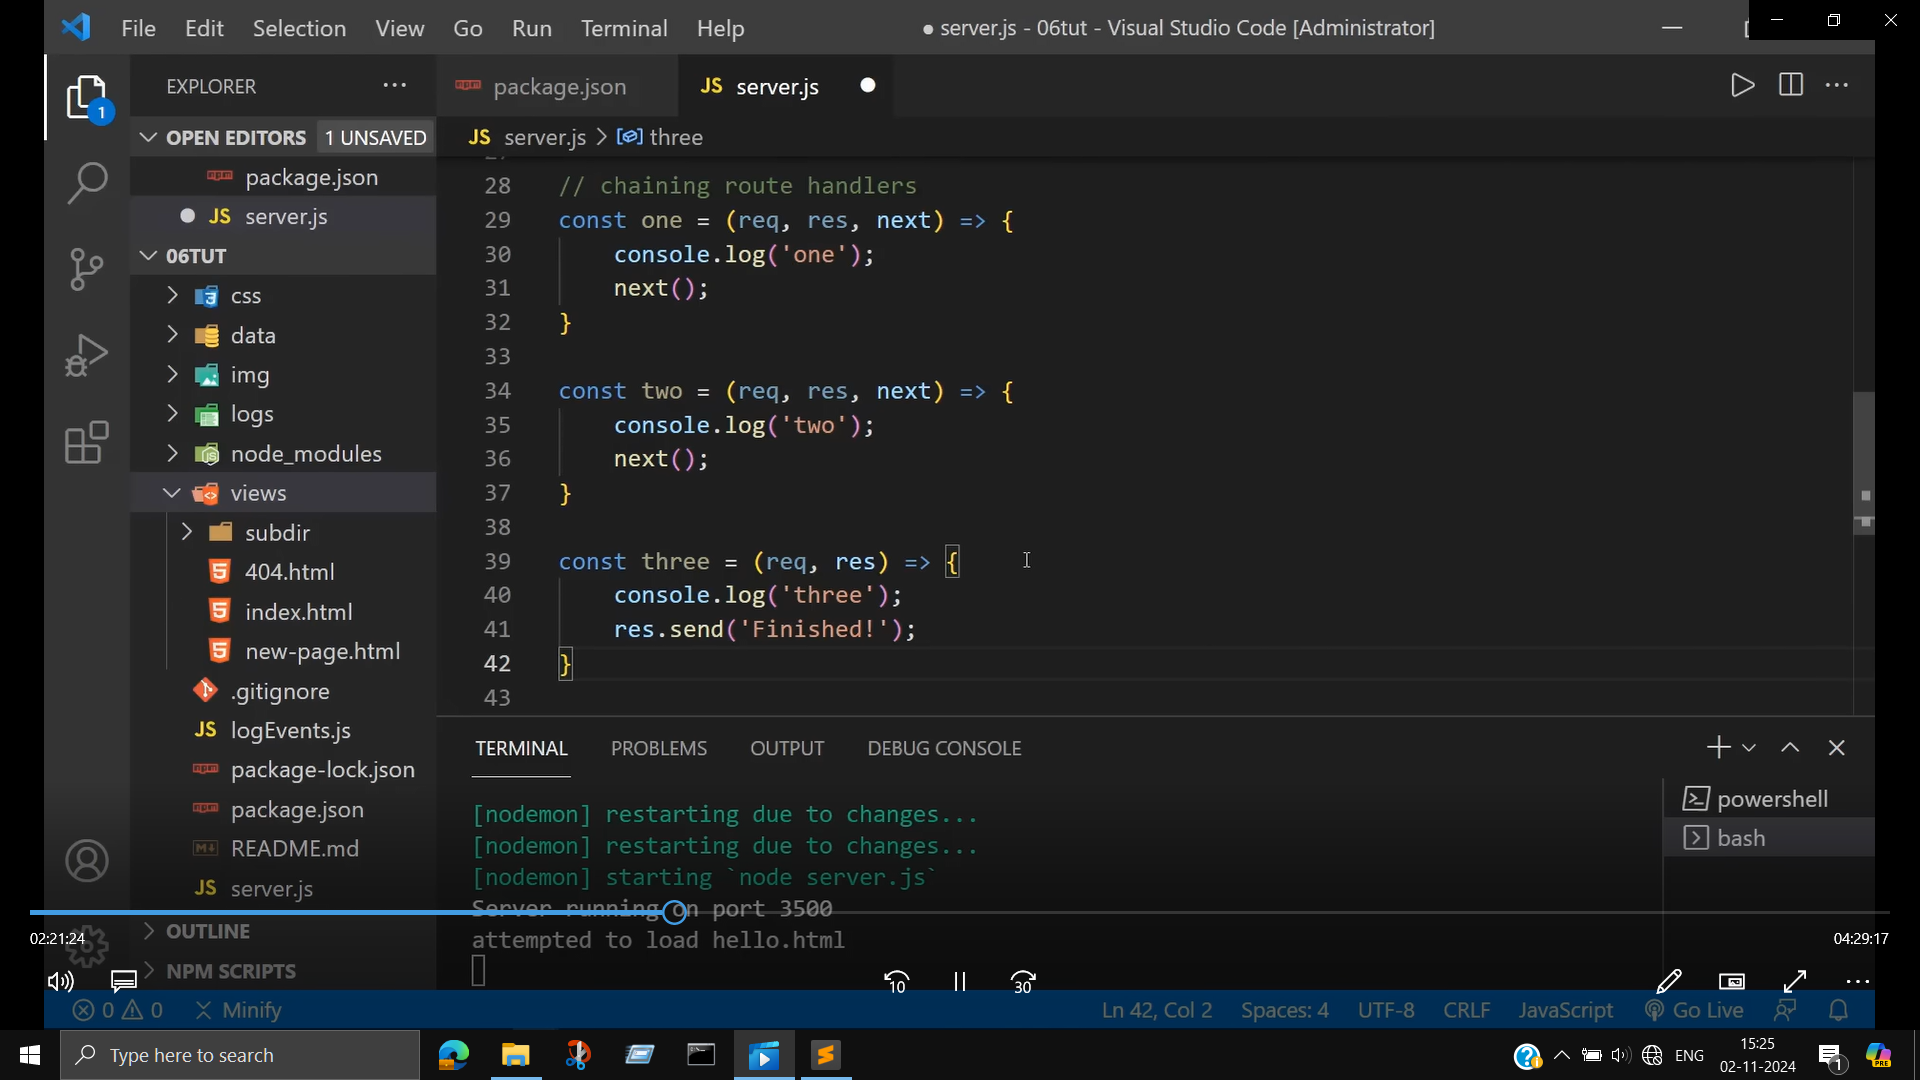 File Edit Selection View Go Run Terminal Help
● server.js - 06tut - Visual Studio Code [Administrator]
EXPLORER
package.json
JS server.js
1
OPEN EDITORS 1 UNSAVED
package.json
JS server.js
JS server.js > three
06TUT
css
data
img
logs
node_modules
views
subdir
404.html
index.html
new-page.html
.gitignore
JS logEvents.js
package-lock.json
package.json
README.md
JS server.js
OUTLINE
NPM SCRIPTS
28 // chaining route handlers
29 const one = (req, res, next) => {
30 console.log('one');
31 next();
32 }
33
34 const two = (req, res, next) => {
35 console.log('two');
36 next();
37 }
38
39 const three = (req, res) => {
40 console.log('three');
41 res.send('Finished!');
42 }
43
TERMINAL PROBLEMS OUTPUT DEBUG CONSOLE
[nodemon] restarting due to changes...
[nodemon] restarting due to changes...
[nodemon] starting `node server.js`
Server running on port 3500
attempted to load hello.html
powershell
bash
02:21:24
04:29:17
10
30
0 0 Minify
Ln 42, Col 2 Spaces: 4 UTF-8 CRLF JavaScript Go Live
Type here to search
ENG
15:25
02-11-2024
1
PRE